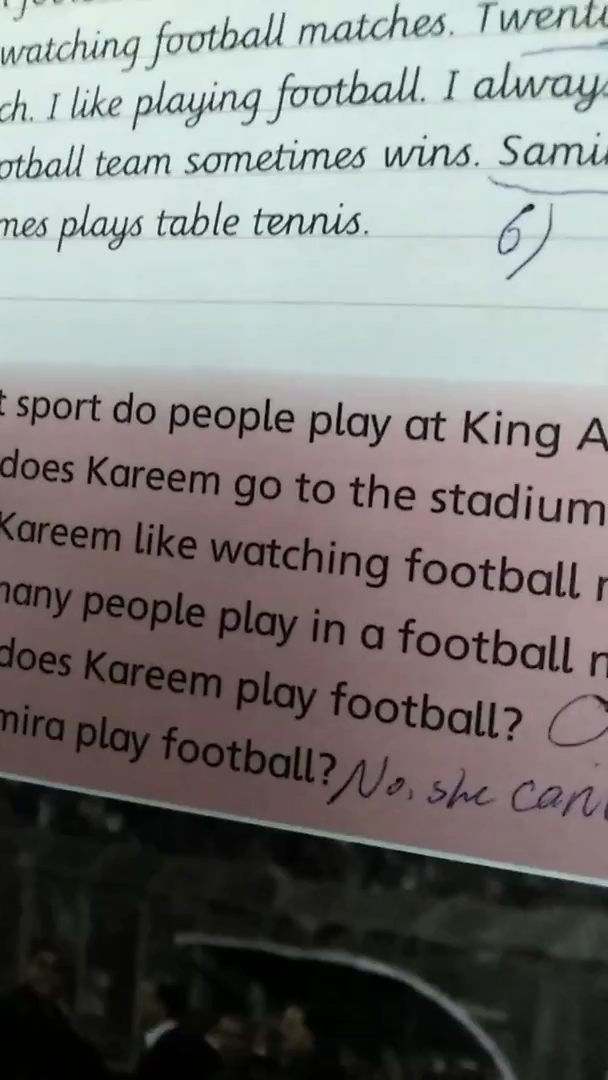 watching football matches. Twent
ch. I like playing football. I always
otball team sometimes wins. Sami
mes plays table tennis.
6)
t sport do people play at King A
does Kareem go to the stadium
Kareem like watching football
many people play in a football
does Kareem play football?
mira play football? No, she can